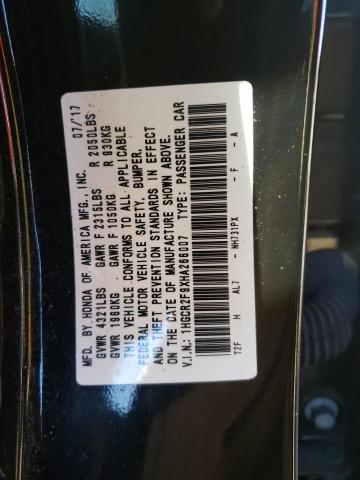 MFD. BY HONDA OF AMERICA MFG., INC. 07/17
GVWR 4321LBS GAWR F 2315LBS R 2050LBS
GVWR 1960KG GAWR F 1050KG R 930KG
THIS VEHICLE CONFORMS TO ALL APPLICABLE
FEDERAL MOTOR VEHICLE SAFETY, BUMPER,
AND THEFT PREVENTION STANDARDS IN EFFECT
ON THE DATE OF MANUFACTURE SHOWN ABOVE.
V.I.N.: 1HGCR2F9XHA266007 TYPE: PASSENGER CAR
T2F H AL7 - NH731PX - F - A